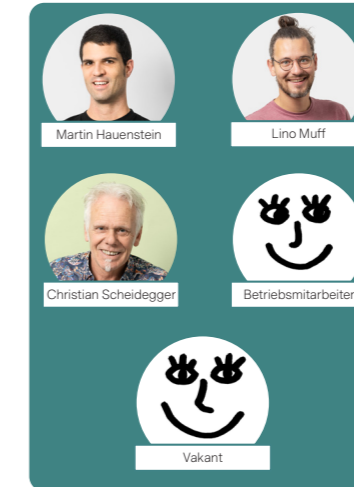 Martin Hauenstein
Lino Muff
Christian Scheidegger
Betriebsmitarbeiter
Vakant